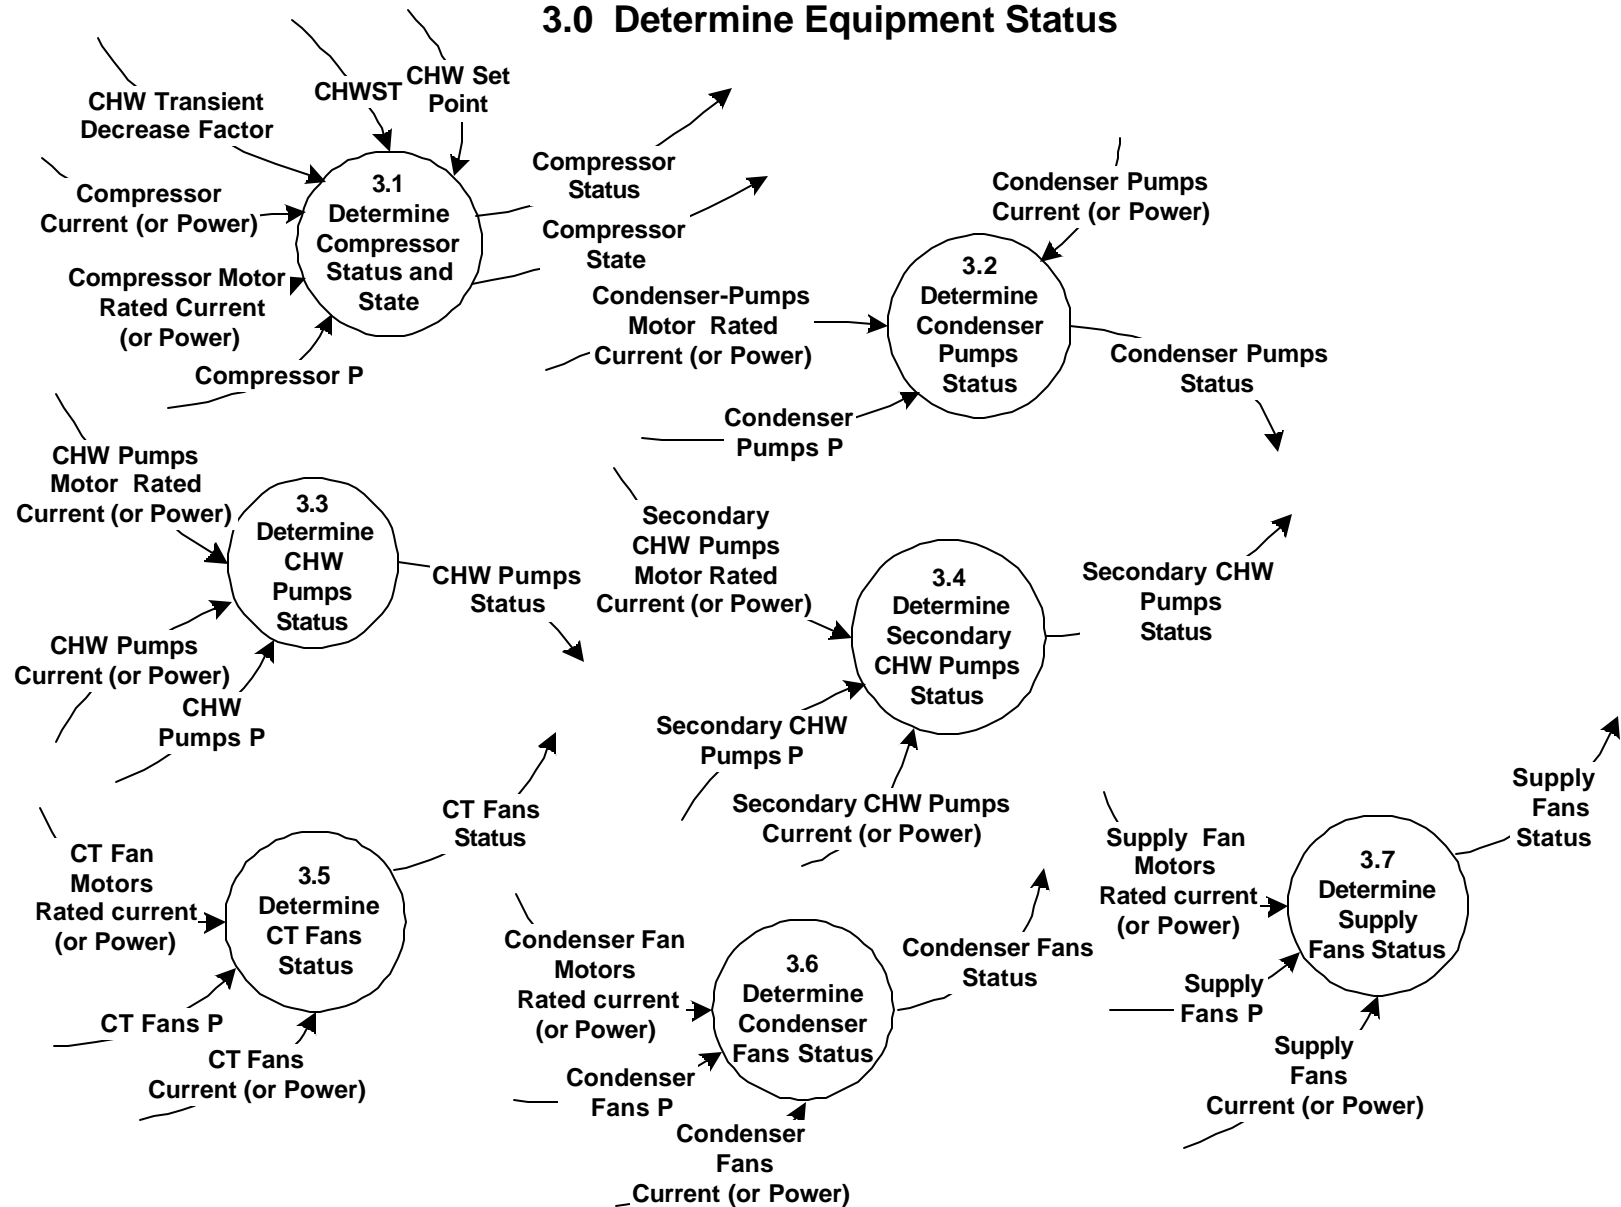 3.0 Determine Equipment Status
CHW Transient
Decrease Factor
CHWST
CHW Set
Point
Compressor
Current (or Power)
Compressor Motor
Rated Current
(or Power)
Compressor P
3.1
Determine
Compressor
Status and
State
Compressor
Status
Compressor
State
Condenser Pumps
Current (or Power)
Condenser-Pumps
Motor Rated
Current (or Power)
Condenser
Pumps P
3.2
Determine
Condenser
Pumps
Status
Condenser Pumps
Status
CHW Pumps
Motor Rated
Current (or Power)
CHW Pumps
Current (or Power)
CHW
Pumps P
3.3
Determine
CHW
Pumps
Status
CHW Pumps
Status
Secondary
CHW Pumps
Motor Rated
Current (or Power)
Secondary CHW
Pumps P
Secondary CHW Pumps
Current (or Power)
3.4
Determine
Secondary
CHW Pumps
Status
Secondary CHW
Pumps
Status
CT Fan
Motors
Rated current
(or Power)
CT Fans P
CT Fans
Current (or Power)
3.5
Determine
CT Fans
Status
CT Fans
Status
Condenser Fan
Motors
Rated current
(or Power)
Condenser
Fans P
Condenser
Fans
Current (or Power)
3.6
Determine
Condenser
Fans Status
Condenser Fans
Status
Supply Fan
Motors
Rated current
(or Power)
Supply
Fans P
Supply
Fans
Current (or Power)
3.7
Determine
Supply
Fans Status
Supply
Fans
Status